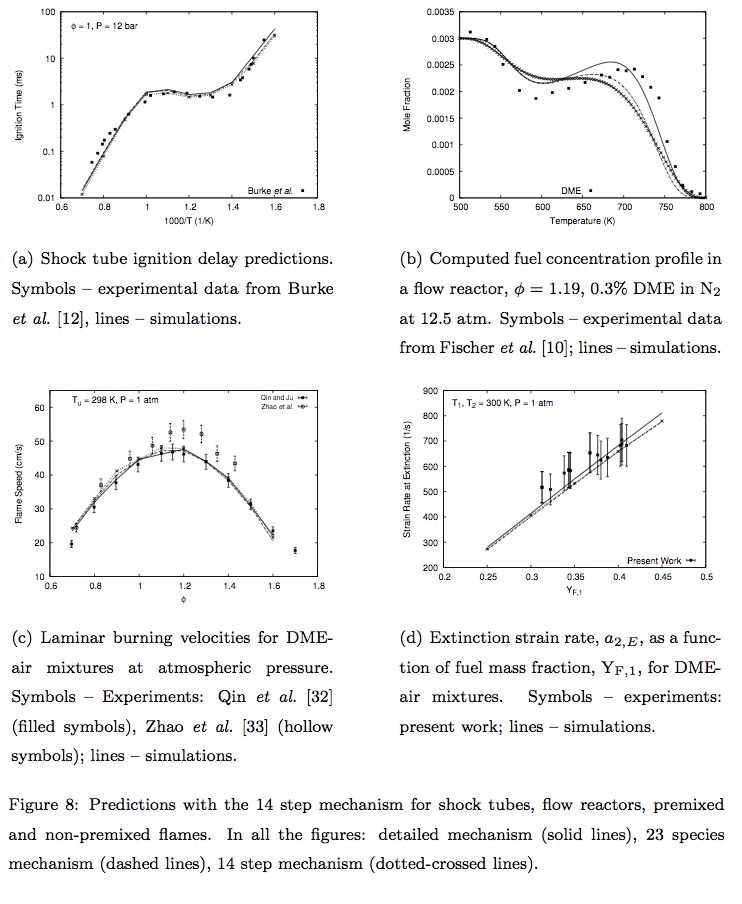 100
10
1
0.1
0.01
0.6 0.8 1 1.2 1.4 1.6 1.8
Ignition Time (ms)
1000/T (1/K)
ϕ = 1, P = 12 bar
Burke et al.
(a) Shock tube ignition delay predictions.
Symbols – experimental data from Burke
et al. [12], lines – simulations.
0.0035
0.003
0.0025
0.002
0.0015
0.001
0.0005
0
500 550 600 650 700 750 800
Mole Fraction
Temperature (K)
DME
(b) Computed fuel concentration profile in
a flow reactor, ϕ = 1.19, 0.3% DME in N₂
at 12.5 atm. Symbols – experimental data
from Fischer et al. [10]; lines – simulations.
60
50
40
30
20
10
0.6 0.8 1 1.2 1.4 1.6 1.8
Flame Speed (cm/s)
ϕ
Tᵤ = 298 K, P = 1 atm
Qin and Ju
Zhao et al.
(c) Laminar burning velocities for DME-
air mixtures at atmospheric pressure.
Symbols – Experiments: Qin et al. [32]
(filled symbols), Zhao et al. [33] (hollow
symbols); lines – simulations.
900
800
700
600
500
400
300
200
0.2 0.25 0.3 0.35 0.4 0.45 0.5
Strain Rate at Extinction (1/s)
Y_F,1
T₁, T₂ = 300 K, P = 1 atm
Present Work
(d) Extinction strain rate, a_2,E, as a func-
tion of fuel mass fraction, Y_F,1, for DME-
air mixtures. Symbols – experiments:
present work; lines – simulations.
Figure 8: Predictions with the 14 step mechanism for shock tubes, flow reactors, premixed
and non-premixed flames. In all the figures: detailed mechanism (solid lines), 23 species
mechanism (dashed lines), 14 step mechanism (dotted-crossed lines).